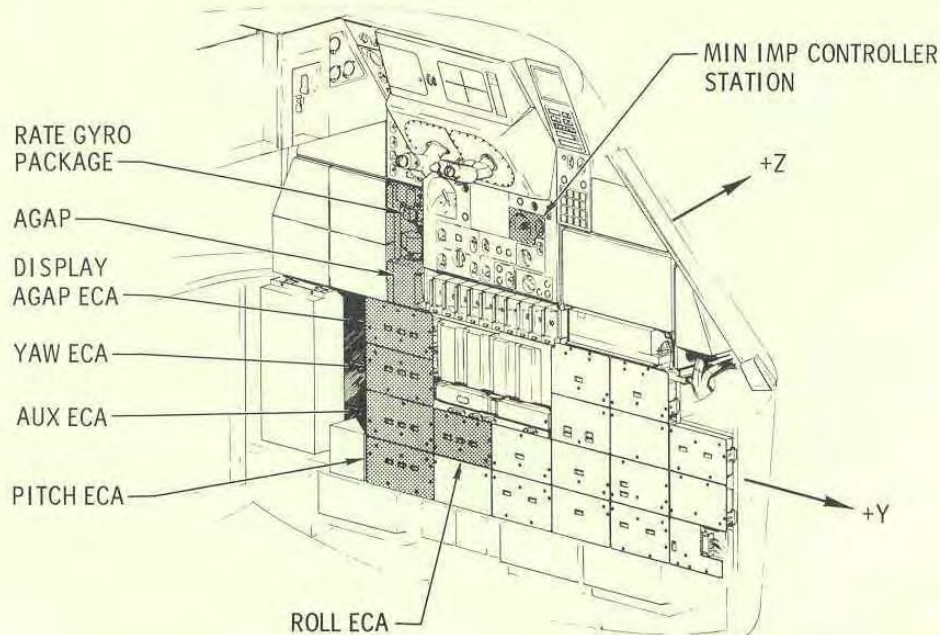 MIN IMP CONTROLLER
STATION
RATE GYRO
PACKAGE
+Z
AGAP
DISPLAY
AGAP ECA
YAW ECA
AUX ECA
PITCH ECA
+Y
ROLL ECA